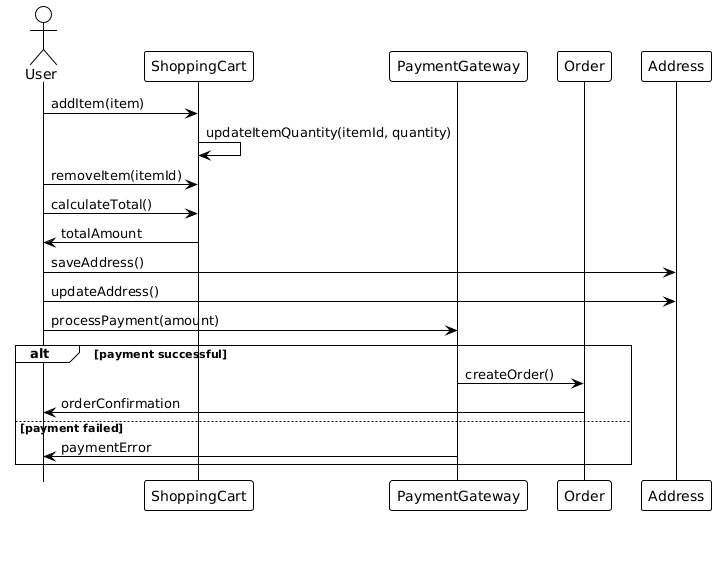 User
ShoppingCart
PaymentGateway
Order
Address
addItem(item)
updateItemQuantity(itemId, quantity)
removeItem(itemId)
calculateTotal()
totalAmount
saveAddress()
updateAddress()
processPayment(amount)
alt [payment successful]
createOrder()
orderConfirmation
[payment failed]
paymentError
ShoppingCart
PaymentGateway
Order
Address